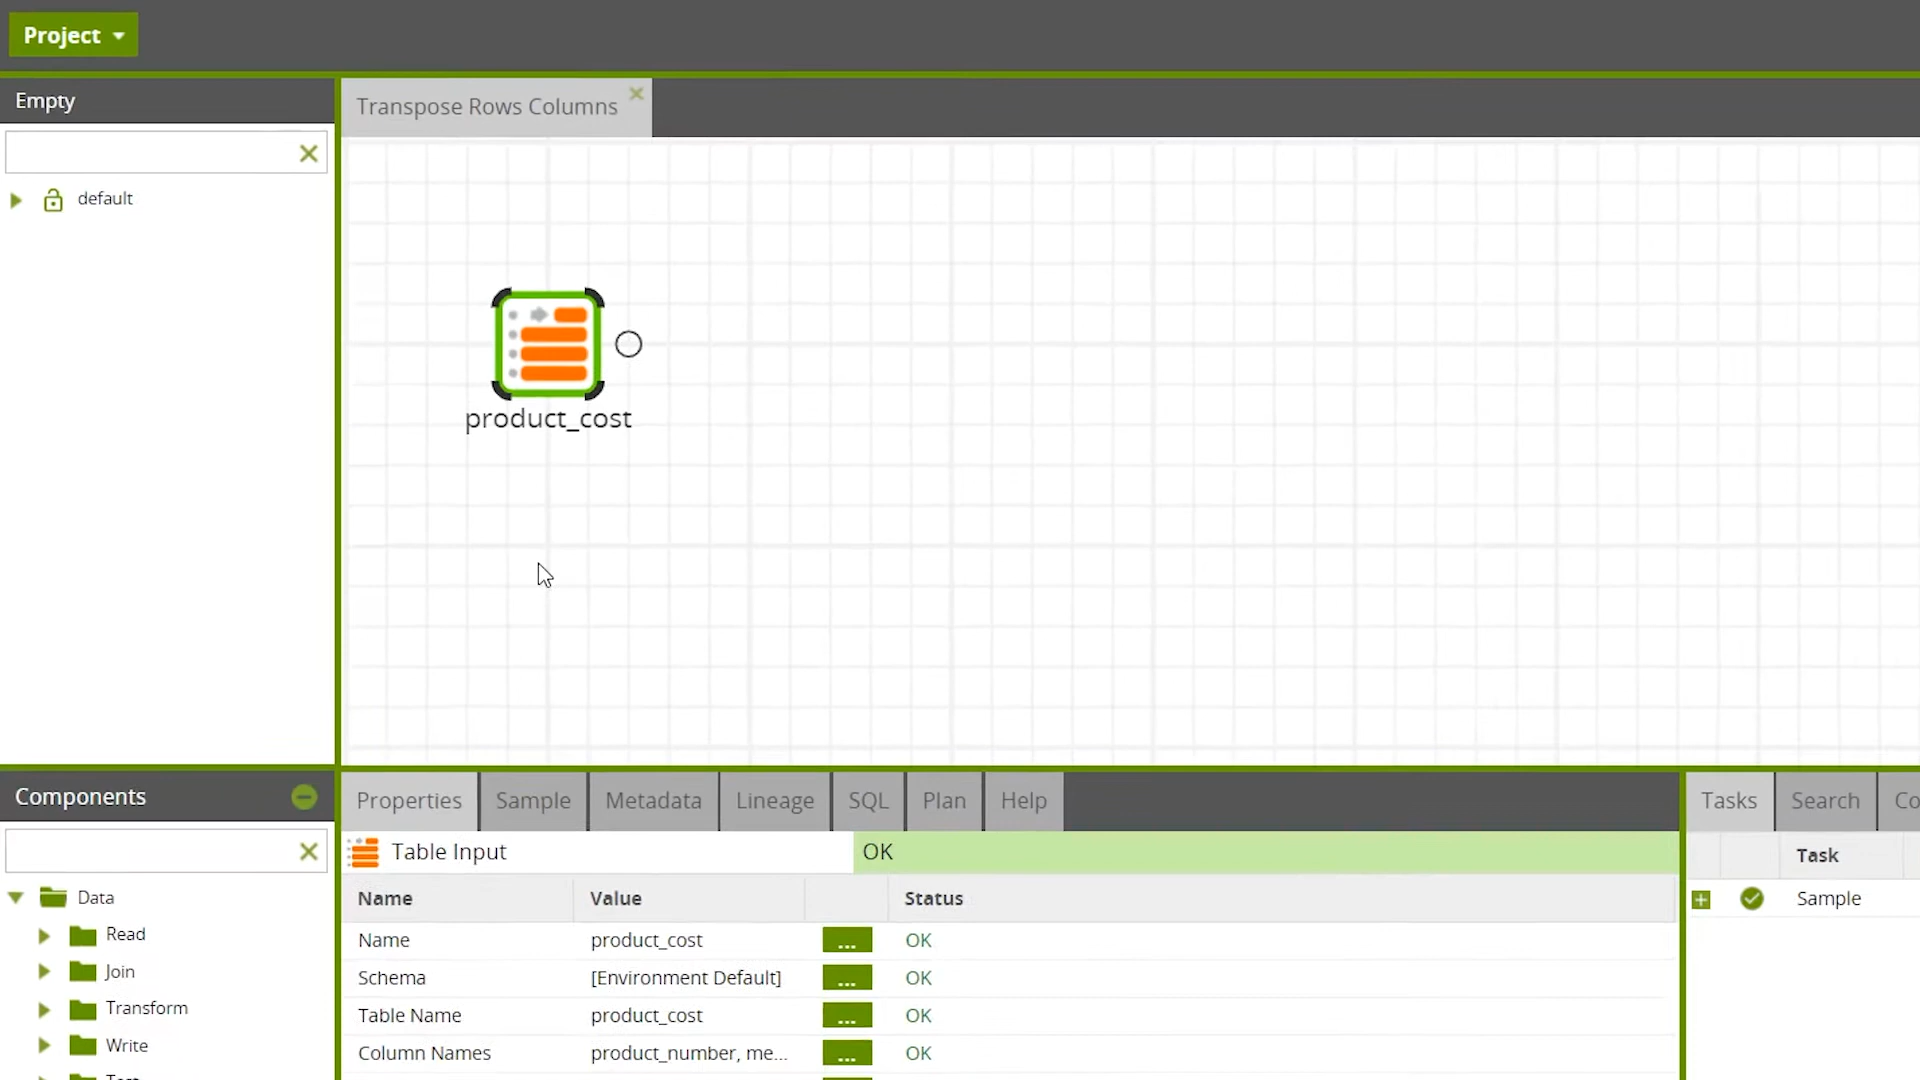 Project
Empty
Transpose Rows Columns
default
product_cost
Components
Data
Read
Join
Transform
Write
Properties Sample Metadata Lineage SQL Plan Help
Table Input OK
Name Value Status
Name product_cost ... OK
Schema [Environment Default] ... OK
Table Name product_cost ... OK
Column Names product_number, me... ... OK
Tasks Search Co
Task
Sample